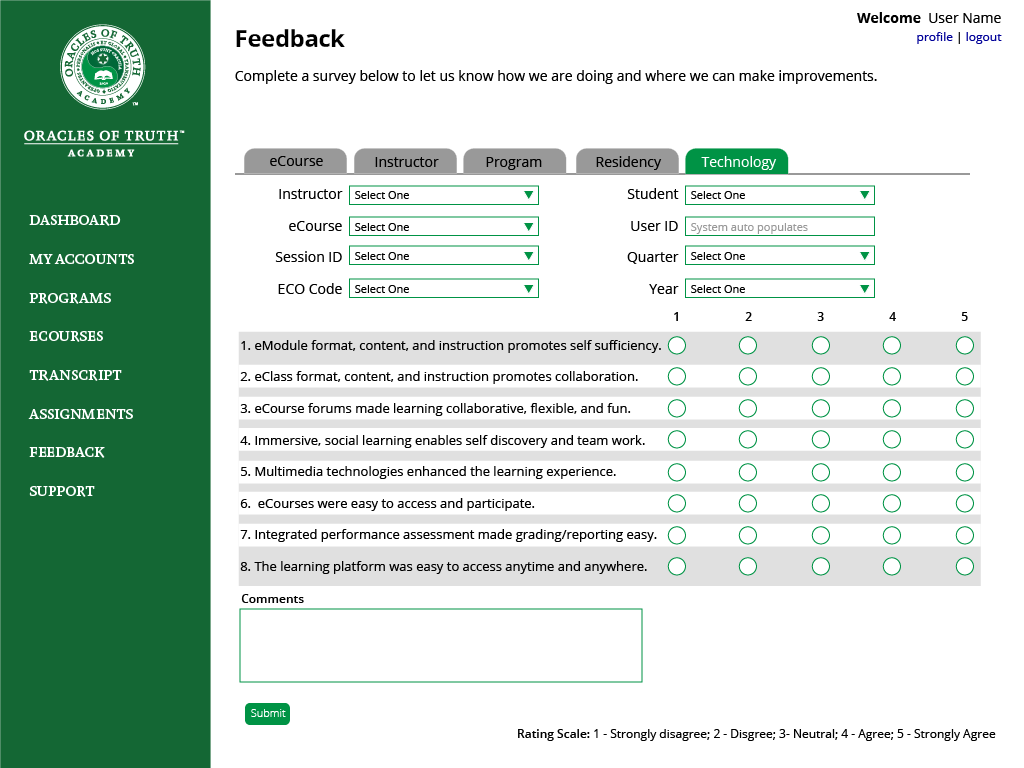 ORACLES OF TRUTH
ACADEMY
™
ORACLES OF TRUTH™
ACADEMY
DASHBOARD
MY ACCOUNTS
PROGRAMS
ECOURSES
TRANSCRIPT
ASSIGNMENTS
FEEDBACK
SUPPORT
Welcome User Name
profile | logout
Feedback
Complete a survey below to let us know how we are doing and where we can make improvements.
eCourse Instructor Program Residency Technology
Instructor Select One Student Select One
eCourse Select One User ID System auto populates
Session ID Select One Quarter Select One
ECO Code Select One Year Select One
1 2 3 4 5
1. eModule format, content, and instruction promotes self sufficiency.
2. eClass format, content, and instruction promotes collaboration.
3. eCourse forums made learning collaborative, flexible, and fun.
4. Immersive, social learning enables self discovery and team work.
5. Multimedia technologies enhanced the learning experience.
6. eCourses were easy to access and participate.
7. Integrated performance assessment made grading/reporting easy.
8. The learning platform was easy to access anytime and anywhere.
Comments
Submit
Rating Scale: 1 - Strongly disagree; 2 - Disgree; 3- Neutral; 4 - Agree; 5 - Strongly Agree